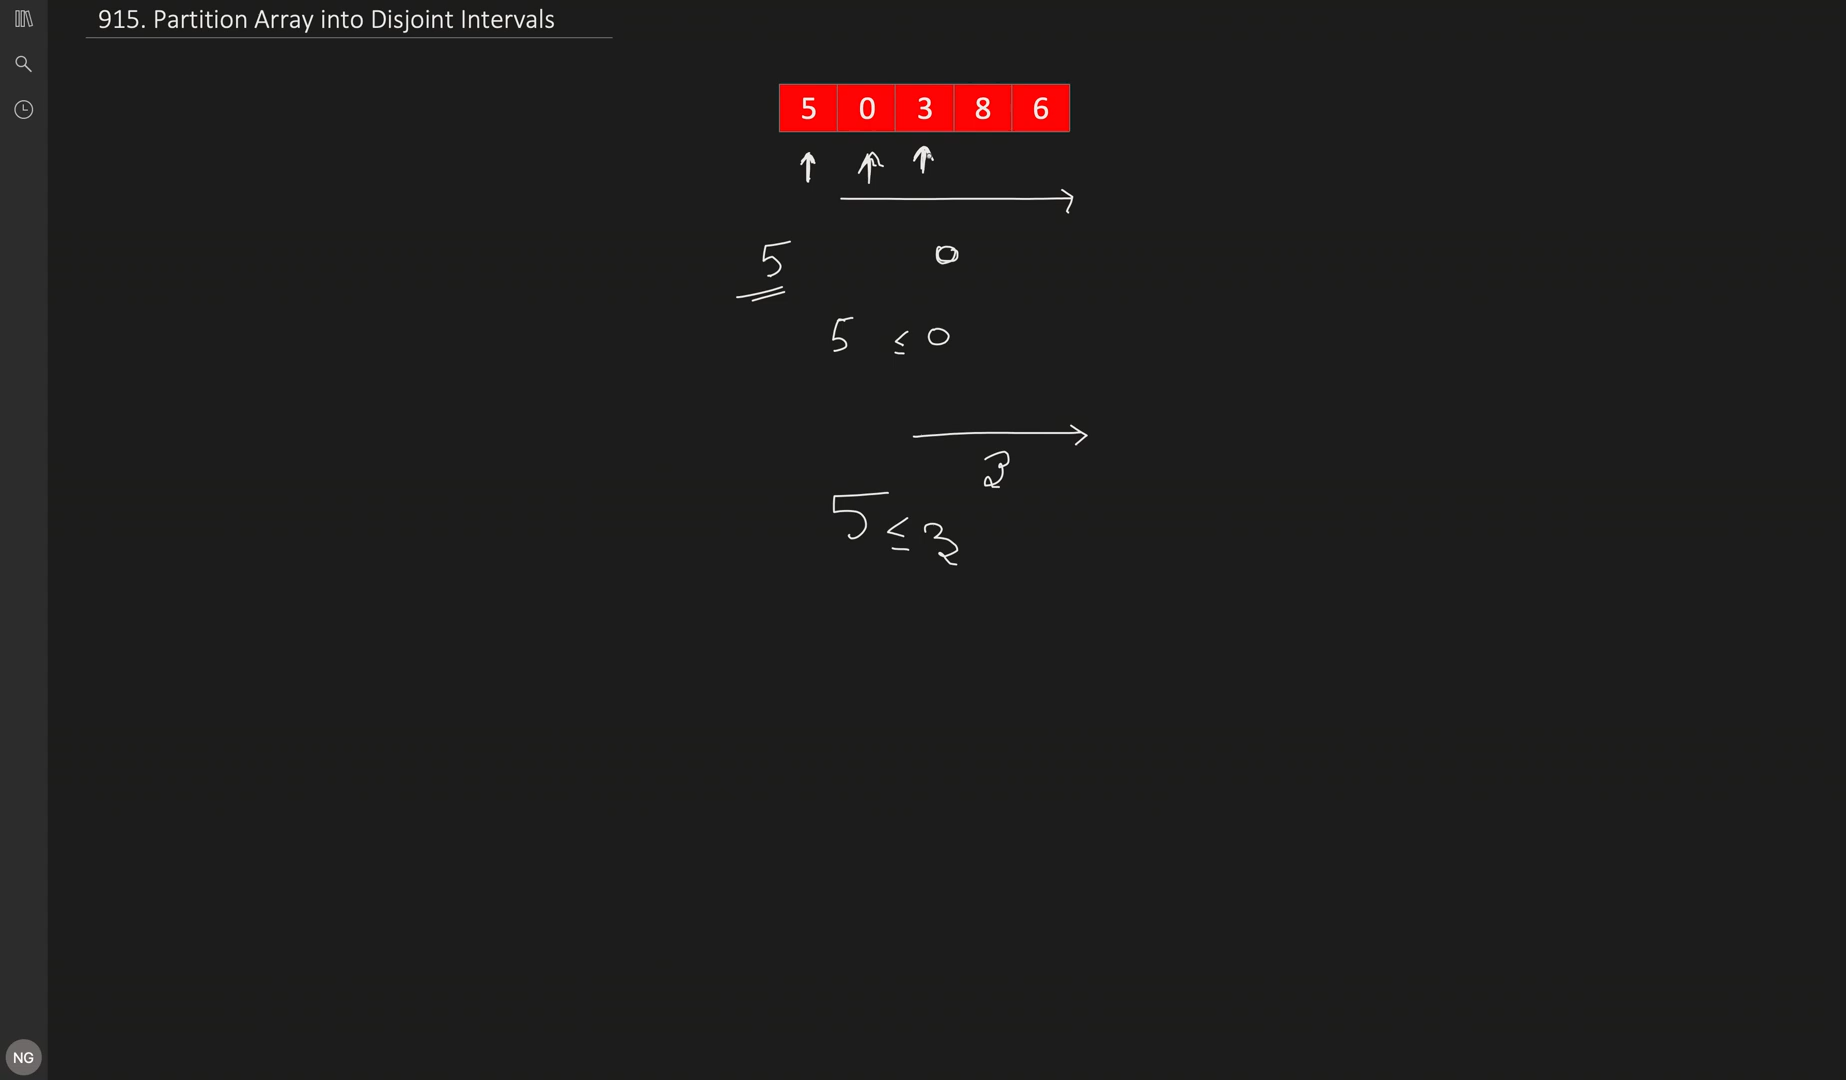 915. Partition Array into Disjoint Intervals
5 0 3 8 6
5 0
5 ≤ 0
3
5 ≤ 3
NG